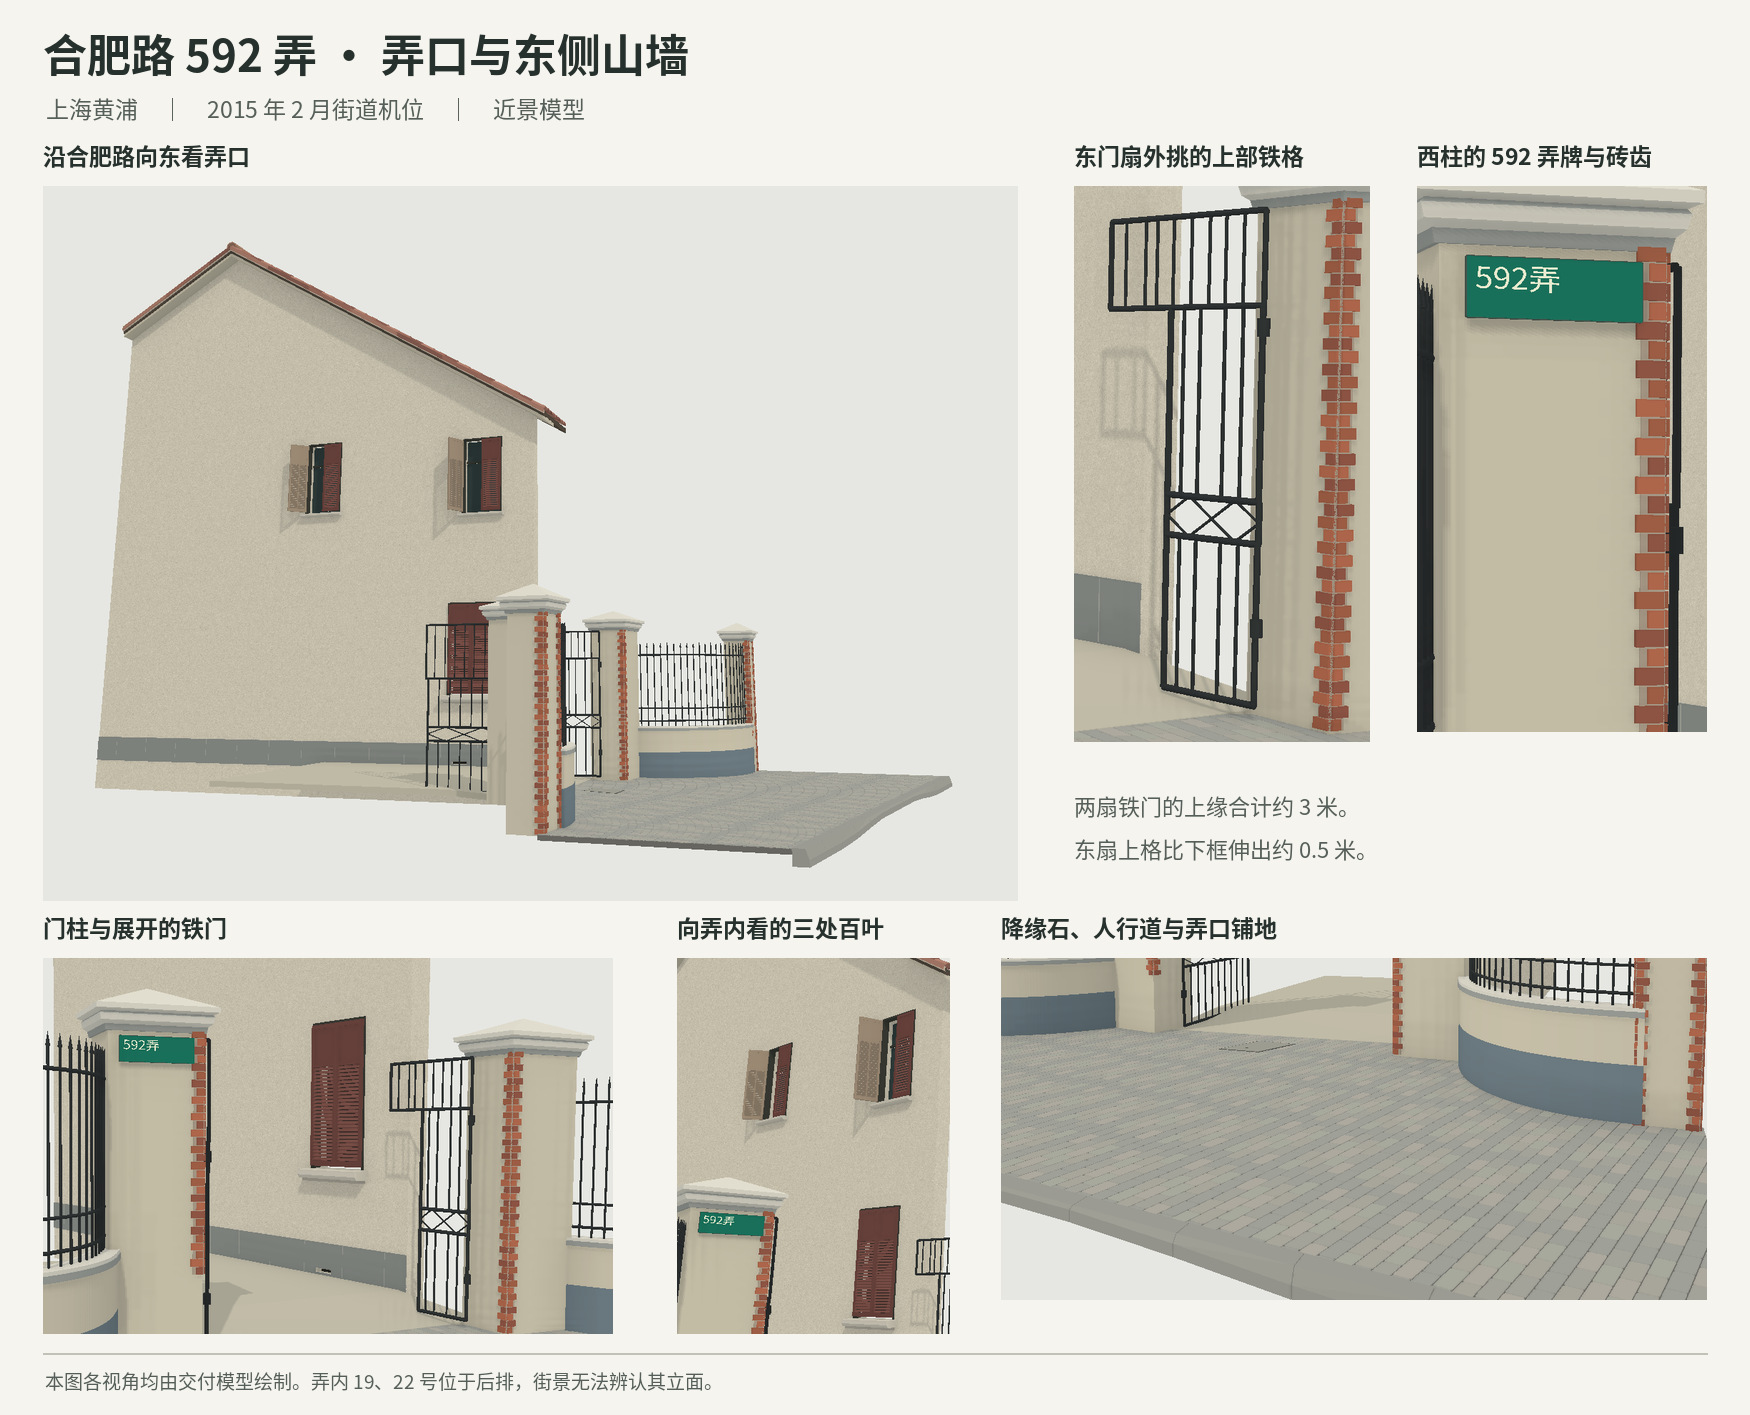 合肥路 592 弄 · 弄口与东侧山墙
上海黄浦 | 2015 年 2 月街道机位 | 近景模型
沿合肥路向东看弄口
东门扇外挑的上部铁格
西柱的 592 弄牌与砖齿
592弄
两扇铁门的上缘合计约 3 米。
东扇上格比下框伸出约 0.5 米。
门柱与展开的铁门
592弄
向弄内看的三处百叶
592弄
降缘石、人行道与弄口铺地
本图各视角均由交付模型绘制。弄内 19、22 号位于后排，街景无法辨认其立面。